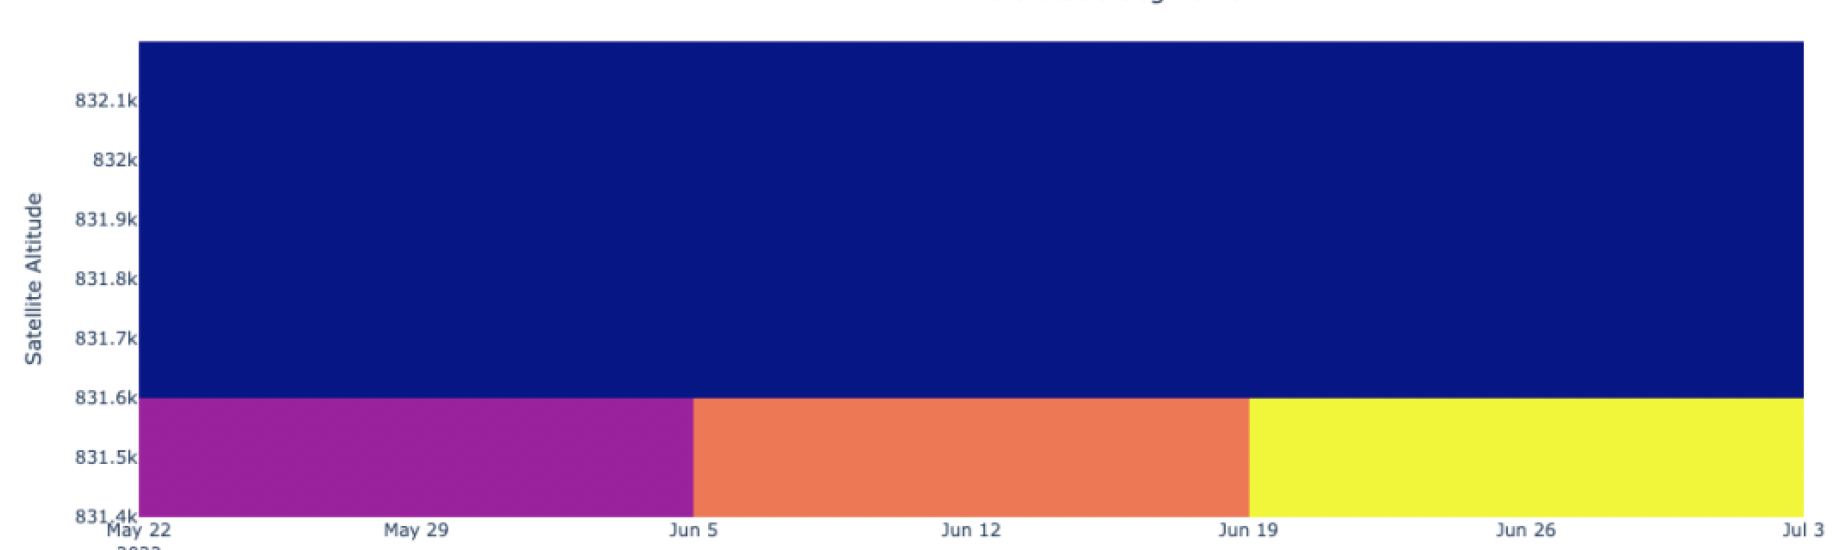 832.1k
832k
831.9k
831.8k
831.7k
831.6k
831.5k
831.4k
Satellite Altitude
May 22 May 29 Jun 5 Jun 12 Jun 19 Jun 26 Jul 3